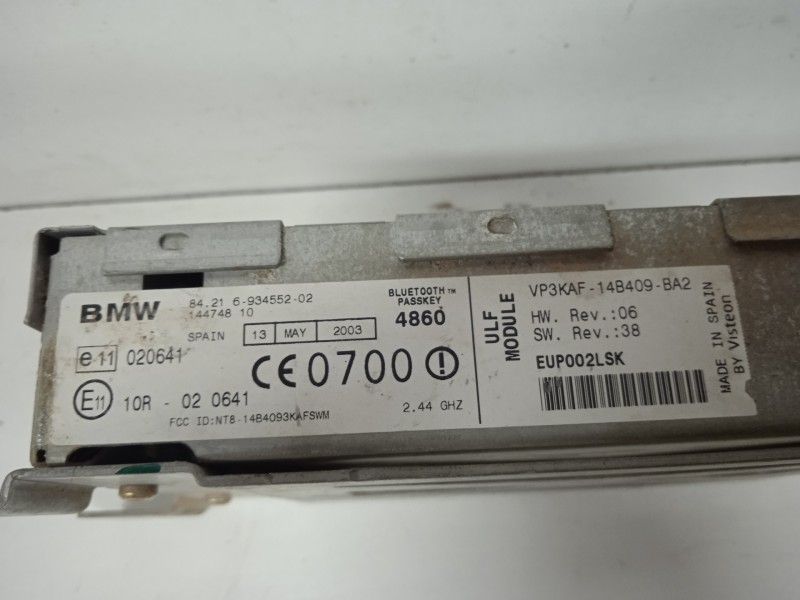 BMW
84.21 6-934552-02
144748 10
SPAIN 13 MAY 2003
BLUETOOTH™
PASSKEY
4860
e11 020641
CE0700
E11 10R - 02 0641
FCC ID:NT8-14B4093KAFSWM
2.44 GHZ
ULF
MODULE
VP3KAF-14B409-BA2
HW. Rev.:06
SW. Rev.:38
EUP002LSK
MADE IN SPAIN
BY Visteon